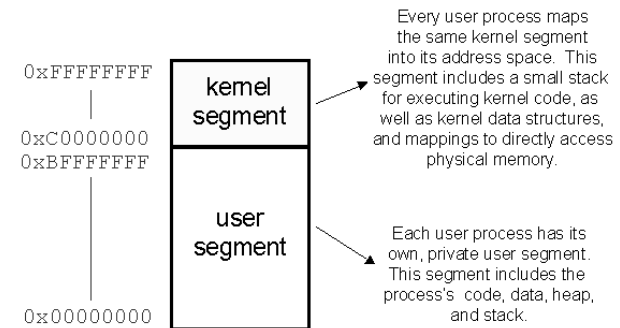 Every user process maps
the same kernel segment
into its address space. This
segment includes a small stack
for executing kernel code, as
well as kernel data structures,
and mappings to directly access
physical memory.
0xFFFFFFFF
kernel
segment
0xC0000000
0xBFFFFFFF
user
segment
Each user process has its
own, private user segment.
This segment includes the
process's code, data, heap,
and stack.
0x00000000